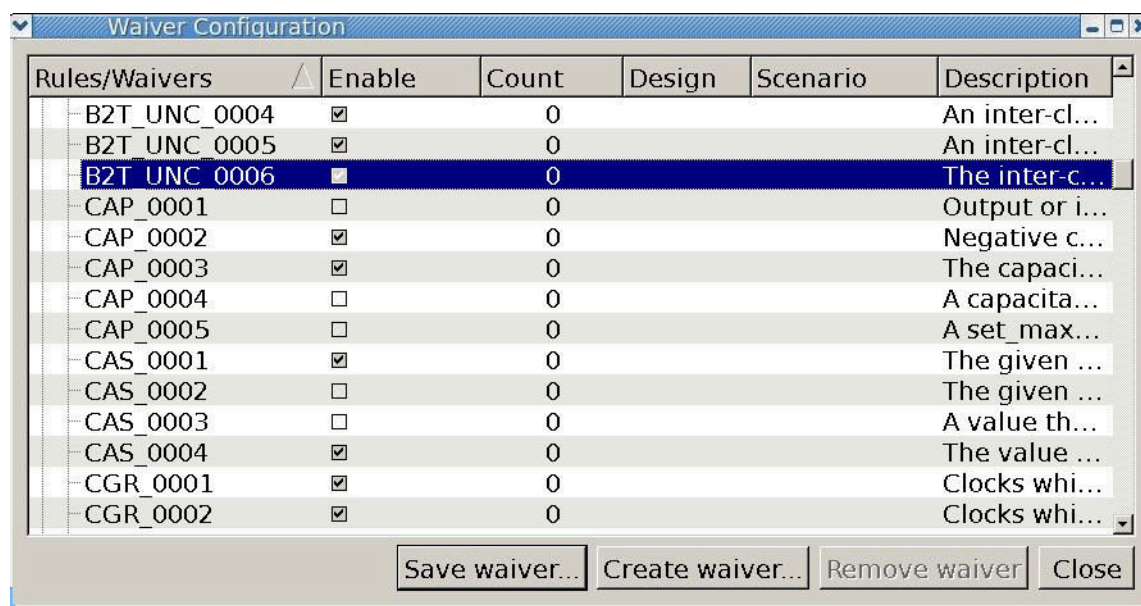 Waiver Configuration
Rules/Waivers Enable Count Design Scenario Description
B2T_UNC_0004 0 An inter-cl...
B2T_UNC_0005 0 An inter-cl...
B2T_UNC_0006 0 The inter-c...
CAP_0001 0 Output or i...
CAP_0002 0 Negative c...
CAP_0003 0 The capaci...
CAP_0004 0 A capacita...
CAP_0005 0 A set_max...
CAS_0001 0 The given ...
CAS_0002 0 The given ...
CAS_0003 0 A value th...
CAS_0004 0 The value ...
CGR_0001 0 Clocks whi...
CGR_0002 0 Clocks whi...
Save waiver... Create waiver... Remove waiver Close